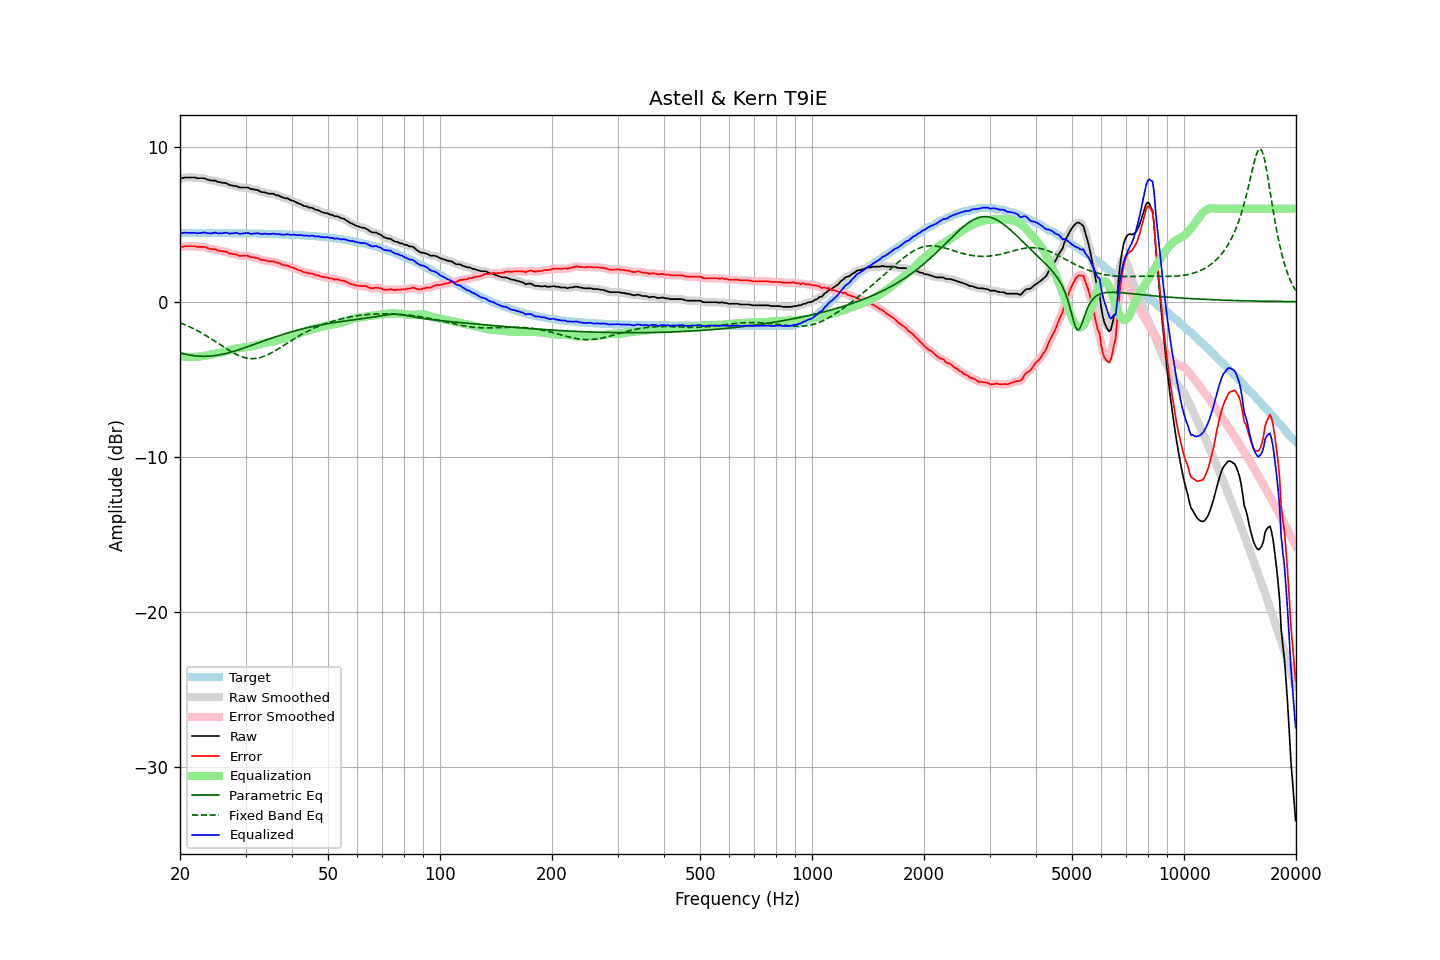 Astell & Kern T9iE
10
0
−10
−20
−30
Amplitude (dBr)
Target
Raw Smoothed
Error Smoothed
Raw
Error
Equalization
Parametric Eq
Fixed Band Eq
Equalized
20 50 100 200 500 1000 2000 5000 10000 20000
Frequency (Hz)